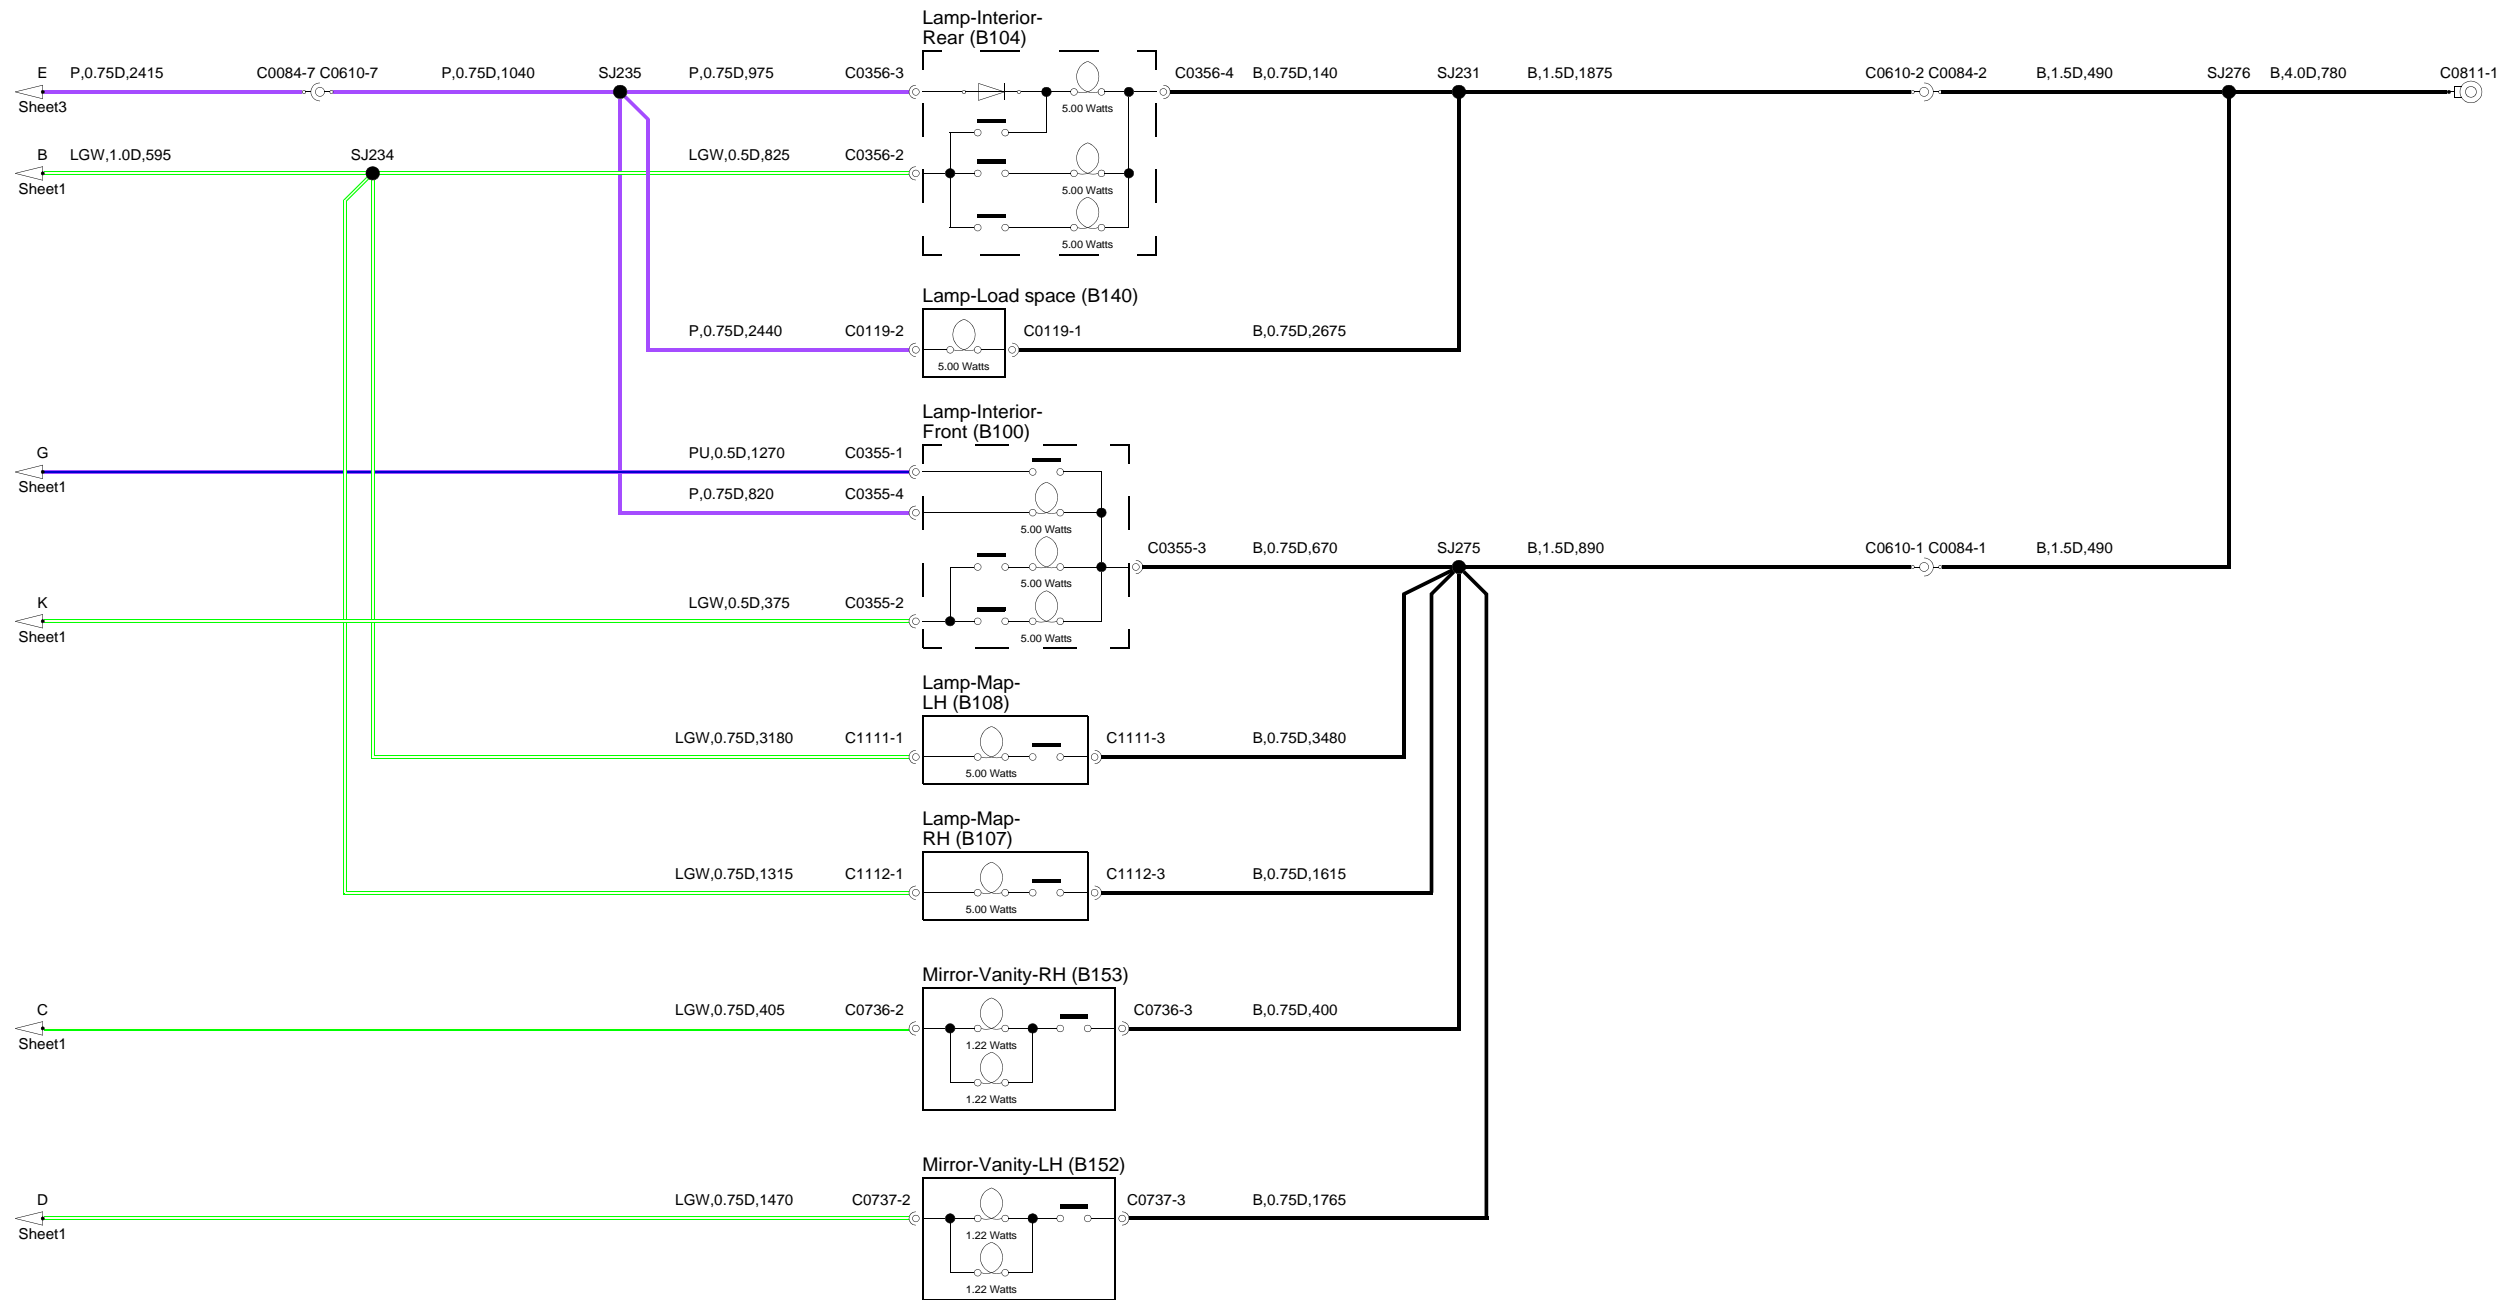 Lamp-Interior-
Rear (B104)
E P,0.75D,2415 C0084-7 C0610-7 P,0.75D,1040 SJ235 P,0.75D,975 C0356-3 C0356-4 B,0.75D,140 SJ231 B,1.5D,1875 C0610-2 C0084-2 B,1.5D,490 SJ276 B,4.0D,780 C0811-1
Sheet3
5.00 Watts
B LGW,1.0D,595 SJ234 LGW,0.5D,825 C0356-2
Sheet1
5.00 Watts
5.00 Watts
Lamp-Load space (B140)
P,0.75D,2440 C0119-2 C0119-1 B,0.75D,2675
5.00 Watts
Lamp-Interior-
Front (B100)
G PU,0.5D,1270 C0355-1
Sheet1
P,0.75D,820 C0355-4
5.00 Watts
C0355-3 B,0.75D,670 SJ275 B,1.5D,890 C0610-1 C0084-1 B,1.5D,490
5.00 Watts
K LGW,0.5D,375 C0355-2
Sheet1
5.00 Watts
Lamp-Map-
LH (B108)
LGW,0.75D,3180 C1111-1 C1111-3 B,0.75D,3480
5.00 Watts
Lamp-Map-
RH (B107)
LGW,0.75D,1315 C1112-1 C1112-3 B,0.75D,1615
5.00 Watts
Mirror-Vanity-RH (B153)
C LGW,0.75D,405 C0736-2 C0736-3 B,0.75D,400
Sheet1
1.22 Watts
1.22 Watts
Mirror-Vanity-LH (B152)
D LGW,0.75D,1470 C0737-2 C0737-3 B,0.75D,1765
Sheet1
1.22 Watts
1.22 Watts